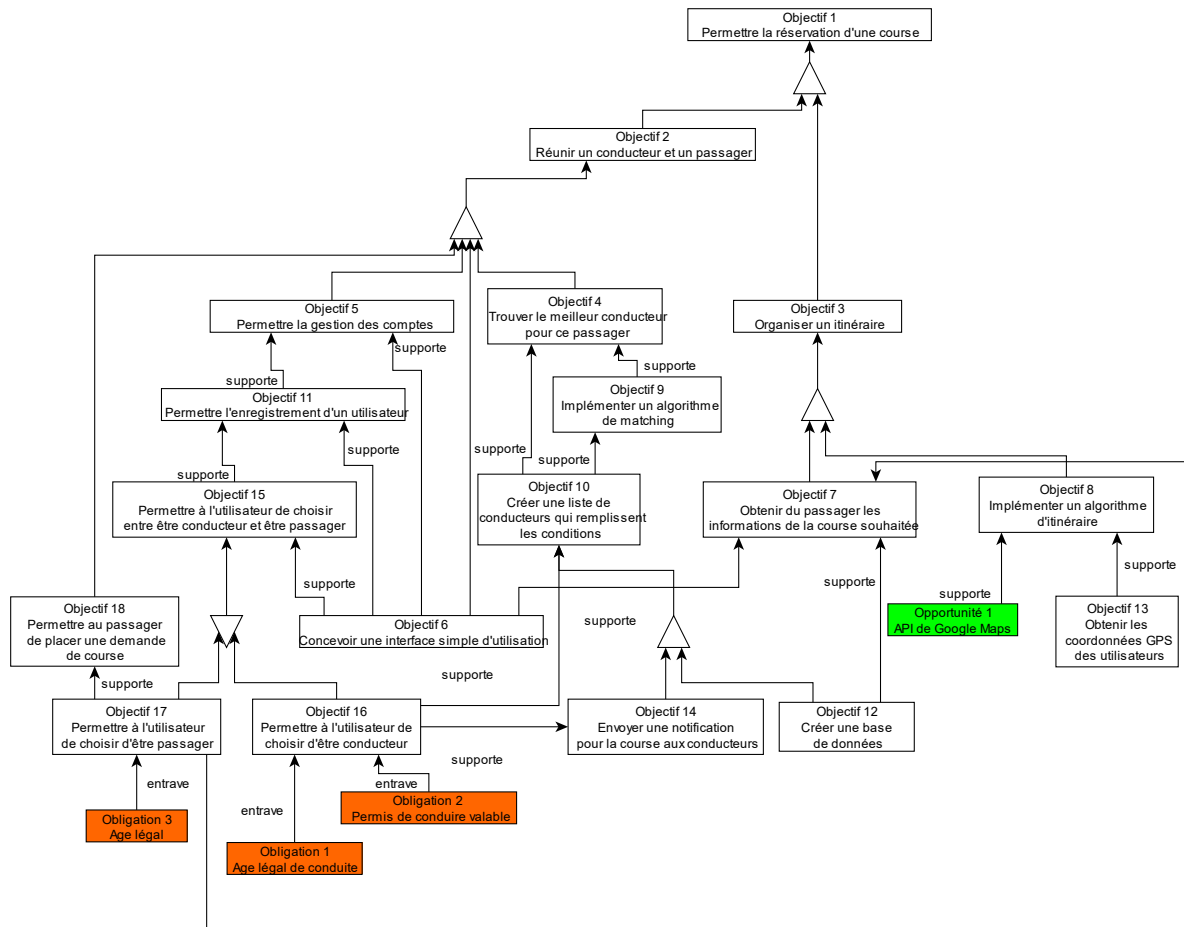 Objectif 1
Permettre la réservation d'une course
Objectif 2
Réunir un conducteur et un passager
Objectif 5
Permettre la gestion des comptes
Objectif 4
Trouver le meilleur conducteur
pour ce passager
Objectif 3
Organiser un itinéraire
supporte
supporte
supporte
Objectif 11
Permettre l'enregistrement d'un utilisateur
Objectif 9
Implémenter un algorithme
de matching
supporte
supporte
supporte
supporte
Objectif 15
Permettre à l'utilisateur de choisir
entre être conducteur et être passager
Objectif 10
Créer une liste de
conducteurs qui remplissent
les conditions
Objectif 7
Obtenir du passager les
informations de la course souhaitée
Objectif 8
Implémenter un algorithme
d'itinéraire
supporte
supporte
supporte
supporte
Objectif 18
Permettre au passager
de placer une demande
de course
Objectif 6
Concevoir une interface simple d'utilisation
supporte
Opportunité 1
API de Google Maps
Objectif 13
Obtenir les
coordonnées GPS
des utilisateurs
supporte
supporte
Objectif 17
Permettre à l'utilisateur
de choisir d'être passager
Objectif 16
Permettre à l'utilisateur de
choisir d'être conducteur
Objectif 14
Envoyer une notification
pour la course aux conducteurs
Objectif 12
Créer une base
de données
supporte
entrave
entrave
entrave
Obligation 2
Permis de conduire valable
Obligation 3
Age légal
Obligation 1
Age légal de conduite